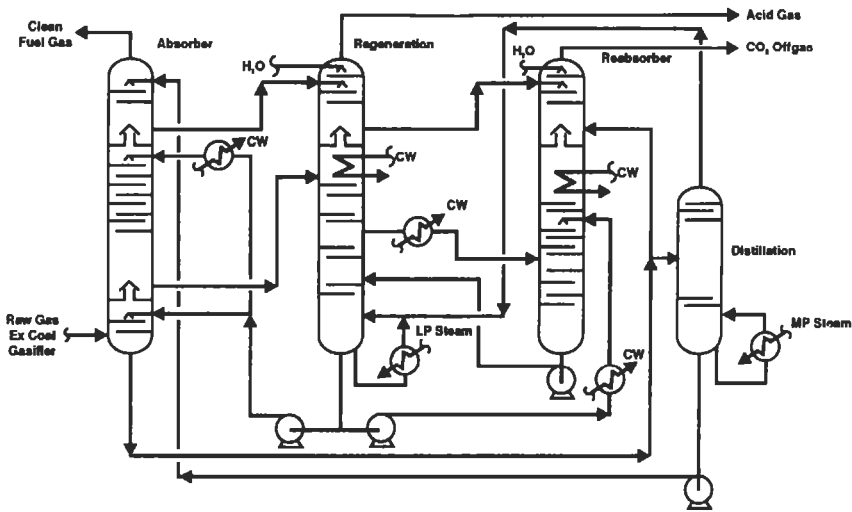 Clean
Fuel Gas
Absorber
Regeneration
Acid Gas
H₂O
H₂O
CO₂ Offgas
Reabsorber
CW
CW
CW
CW
Distillation
Raw Gas
Ex Coal
Gasifier
LP Steam
MP Steam
CW